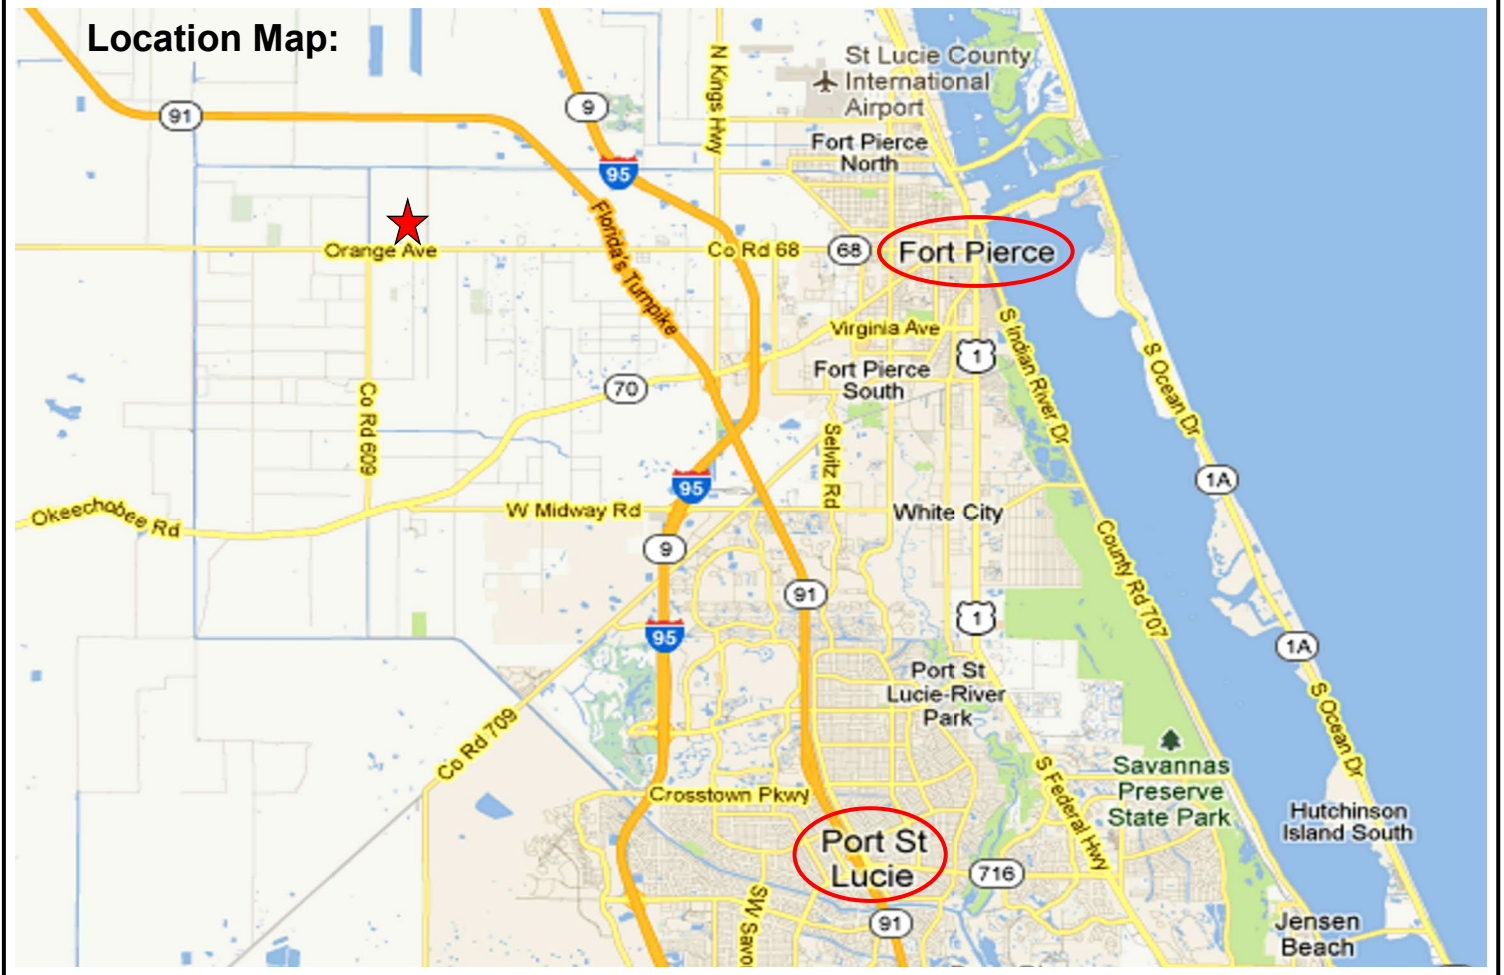 Location Map:
91
9
N Kings Hwy
St Lucie County
International
Airport
Fort Pierce
North
95
Florida's Turnpike
Orange Ave
Co Rd 68
68
Fort Pierce
Virginia Ave
S Indian River Dr
1
S Ocean Dr
Fort Pierce
South
70
Co Rd 609
Selvitz Rd
95
1A
Okeechobee Rd
W Midway Rd
White City
9
County Rd 707
91
1
95
1A
Port St
Lucie-River
Park
S Ocean Dr
Co Rd 709
S Federal Hwy
Savannas
Preserve
State Park
Crosstown Pkwy
Hutchinson
Island South
Port St
Lucie
716
SW Savo
91
Jensen
Beach